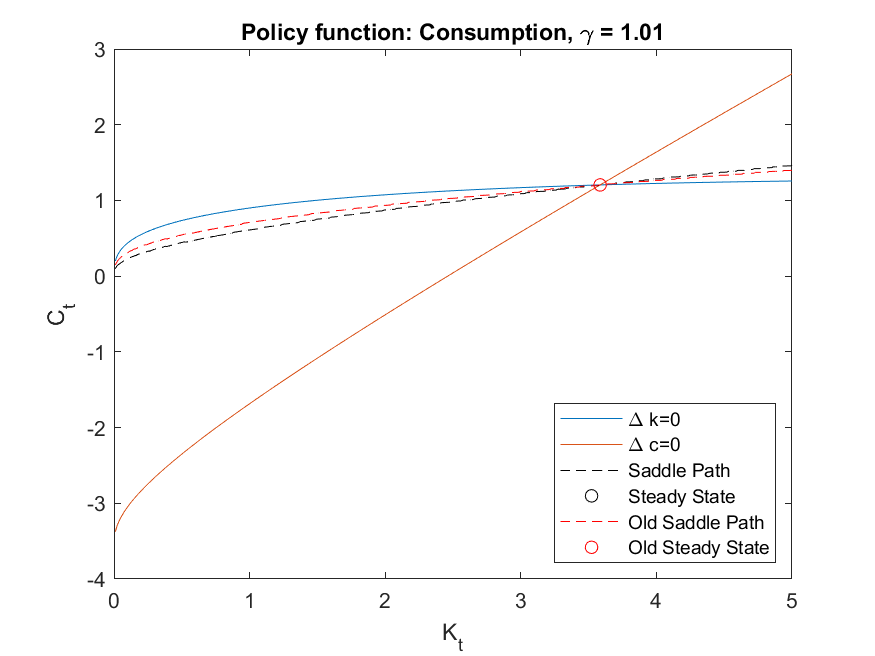 Policy function: Consumption, γ = 1.01
3
2
1
0
-1
-2
-3
-4
C_t
0 1 2 3 4 5
K_t
Δ k=0
Δ c=0
Saddle Path
Steady State
Old Saddle Path
Old Steady State